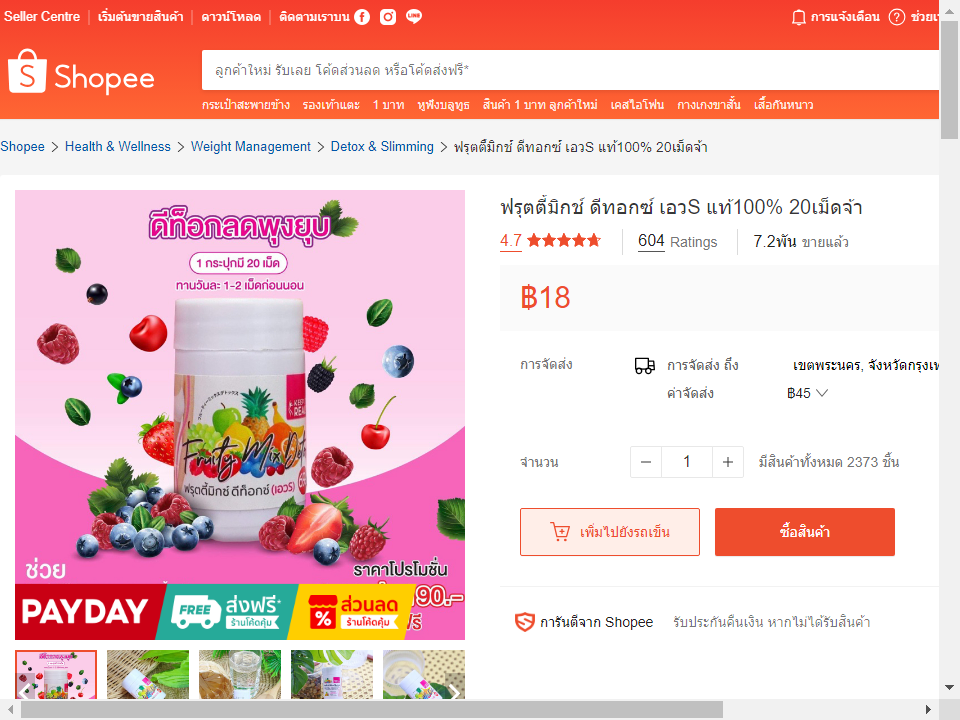 Seller Centre
เริ่มต้นขายสินค้า
ดาวน์โหลด
ติดตามเราบน
LINE
การแจ้งเตือน
Shopee
ลูกค้าใหม่ รับเลย โค้ดส่วนลด หรือโค้ดส่งฟรี*
กระเป๋าสะพายข้าง รองเท้าแตะ 1 บาท หูฟังบลูทูธ สินค้า 1 บาท ลูกค้าใหม่ เคสไอโฟน กางเกงขาสั้น เสื้อกันหนาว
Shopee > Health & Wellness > Weight Management > Detox & Slimming > ฟรุตตี้มิกซ์ ดีทอกซ์ เอวS แท้100% 20เม็ดจ้า
ดีท็อกลดพุงยุบ
1 กระปุกมี 20 เม็ด
ทานวันละ 1-2 เม็ดก่อนนอน
KEEP
REAL
Fruity Mix
ฟรุตตี้มิกซ์ ดีท็อกซ์ (เอวS)
ช่วย
ราคาโปรโมชั่น
90.-
PAYDAY
FREE
ส่งฟรี*
ร้านโค้ดคุ้ม
%
ส่วนลด
ร้านโค้ดคุ้ม
ฟรุตตี้มิกซ์ ดีทอกซ์ เอวS แท้100% 20เม็ดจ้า
4.7
604 Ratings
7.2พัน ขายแล้ว
฿18
การจัดส่ง
การจัดส่ง ถึง
เขตพระนคร,
ค่าจัดส่ง
฿45
จำนวน
1
มีสินค้าทั้งหมด 2373 ชิ้น
เพิ่มไปยังรถเข็น
ซื้อสินค้า
การันตีจาก Shopee
รับประกันคืนเงิน หากไม่ได้รับสินค้า